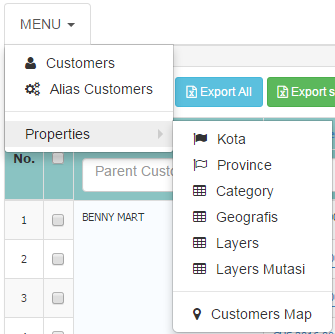 MENU
Customers
Alias Customers
Export All
Export s
Properties
Kota
No.
Parent Custo
Province
Category
1
BENNY MART
Geografis
Layers
2
Layers Mutasi
3
Customers Map